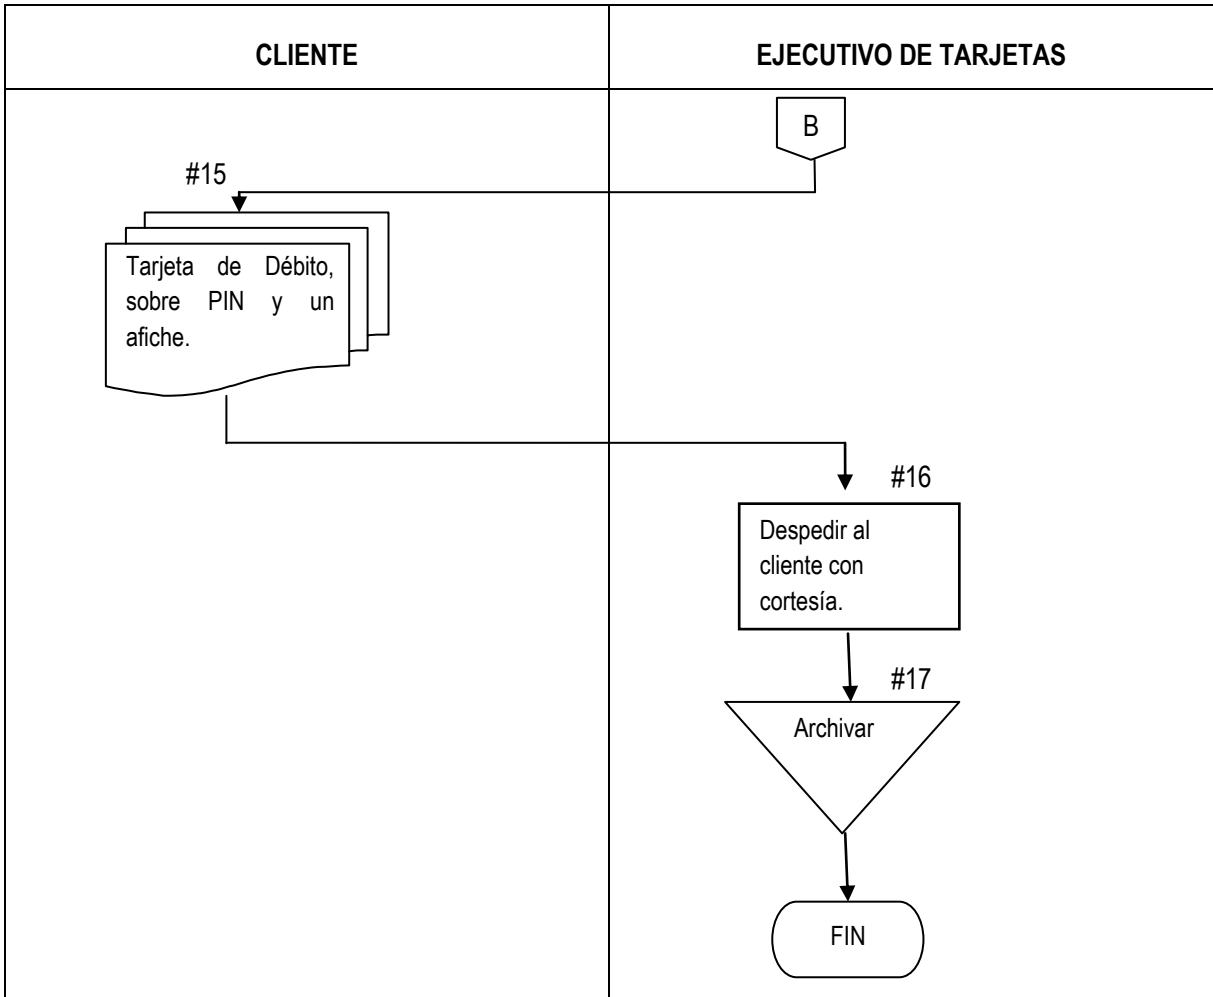 CLIENTE
EJECUTIVO DE TARJETAS
B
#15
Tarjeta de Débito,
sobre PIN y un
afiche.
#16
Despedir al
cliente con
cortesía.
#17
Archivar
FIN